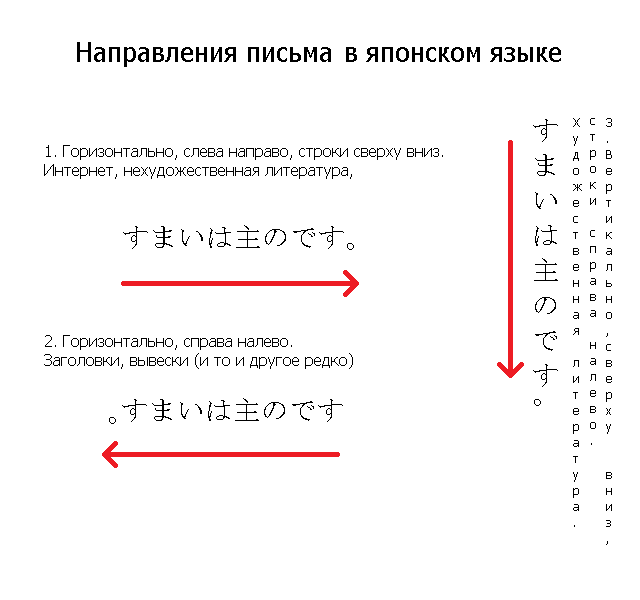 Направления письма в японском языке
1. Горизонтально, слева направо, строки сверху вниз.
Интернет, нехудожественная литература,
すまいは主のです。
2. Горизонтально, справа налево.
Заголовки, вывески (и то и другое редко)
。すまいは主のです
3.Вертикально,сверху вниз,
строки справа налево.
Художественная литература.
すまいは主のです。